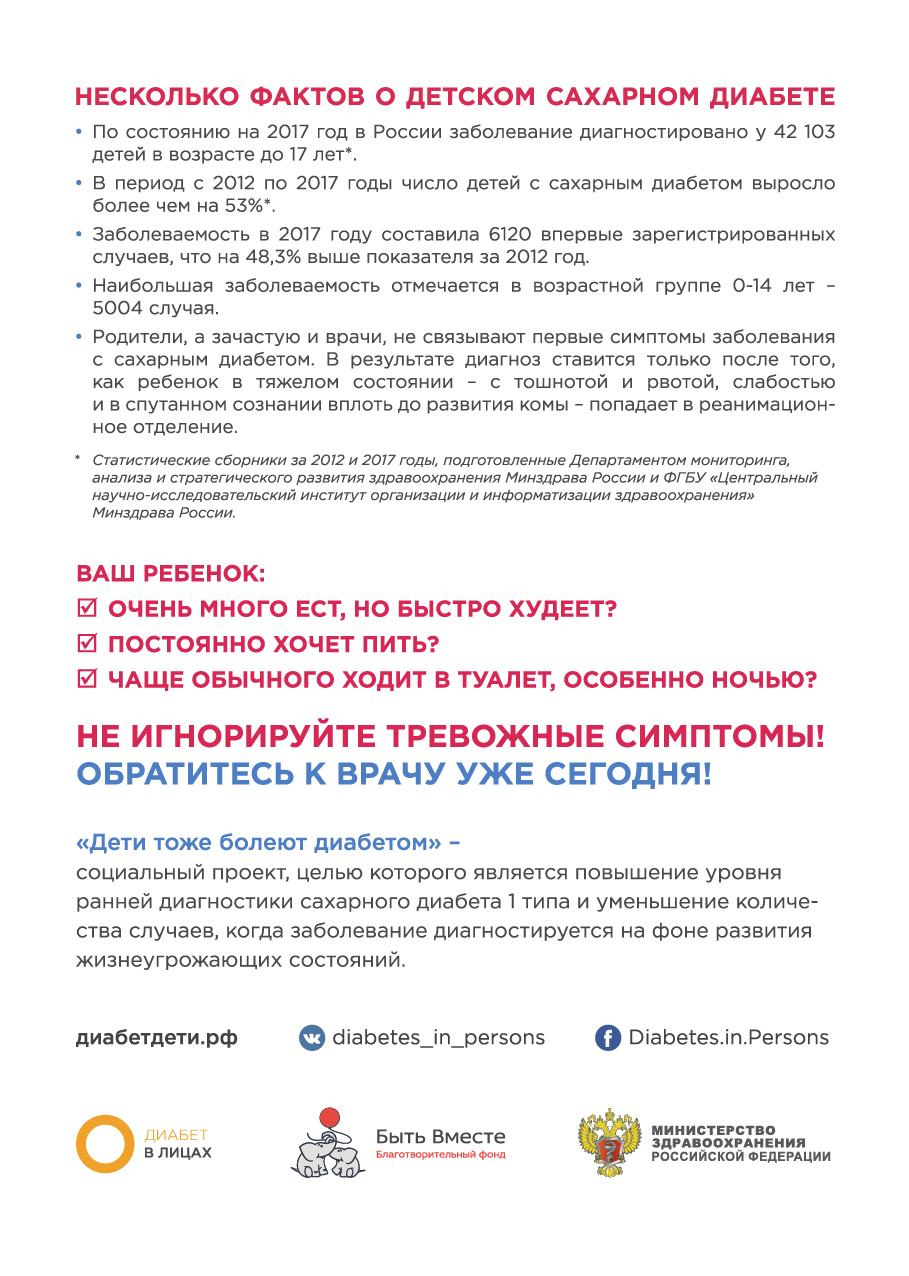 НЕСКОЛЬКО ФАКТОВ О ДЕТСКОМ САХАРНОМ ДИАБЕТЕ
• По состоянию на 2017 год в России заболевание диагностировано у 42 103
детей в возрасте до 17 лет*.
• В период с 2012 по 2017 годы число детей с сахарным диабетом выросло
более чем на 53%*.
• Заболеваемость в 2017 году составила 6120 впервые зарегистрированных
случаев, что на 48,3% выше показателя за 2012 год.
• Наибольшая заболеваемость отмечается в возрастной группе 0-14 лет –
5004 случая.
• Родители, а зачастую и врачи, не связывают первые симптомы заболевания
с сахарным диабетом. В результате диагноз ставится только после того,
как ребенок в тяжелом состоянии – с тошнотой и рвотой, слабостью
и в спутанном сознании вплоть до развития комы – попадает в реанимацион-
ное отделение.
* Статистические сборники за 2012 и 2017 годы, подготовленные Департаментом мониторинга,
анализа и стратегического развития здравоохранения Минздрава России и ФГБУ «Центральный
научно-исследовательский институт организации и информатизации здравоохранения»
Минздрава России.
ВАШ РЕБЕНОК:
ОЧЕНЬ МНОГО ЕСТ, НО БЫСТРО ХУДЕЕТ?
ПОСТОЯННО ХОЧЕТ ПИТЬ?
ЧАЩЕ ОБЫЧНОГО ХОДИТ В ТУАЛЕТ, ОСОБЕННО НОЧЬЮ?
НЕ ИГНОРИРУЙТЕ ТРЕВОЖНЫЕ СИМПТОМЫ!
ОБРАТИТЕСЬ К ВРАЧУ УЖЕ СЕГОДНЯ!
«Дети тоже болеют диабетом» –
социальный проект, целью которого является повышение уровня
ранней диагностики сахарного диабета 1 типа и уменьшение количе-
ства случаев, когда заболевание диагностируется на фоне развития
жизнеугрожающих состояний.
диабетдети.рф
diabetes_in_persons
Diabetes.in.Persons
ДИАБЕТ
В ЛИЦАХ
Быть Вместе
Благотворительный фонд
МИНИСТЕРСТВО
ЗДРАВООХРАНЕНИЯ
РОССИЙСКОЙ ФЕДЕРАЦИИ